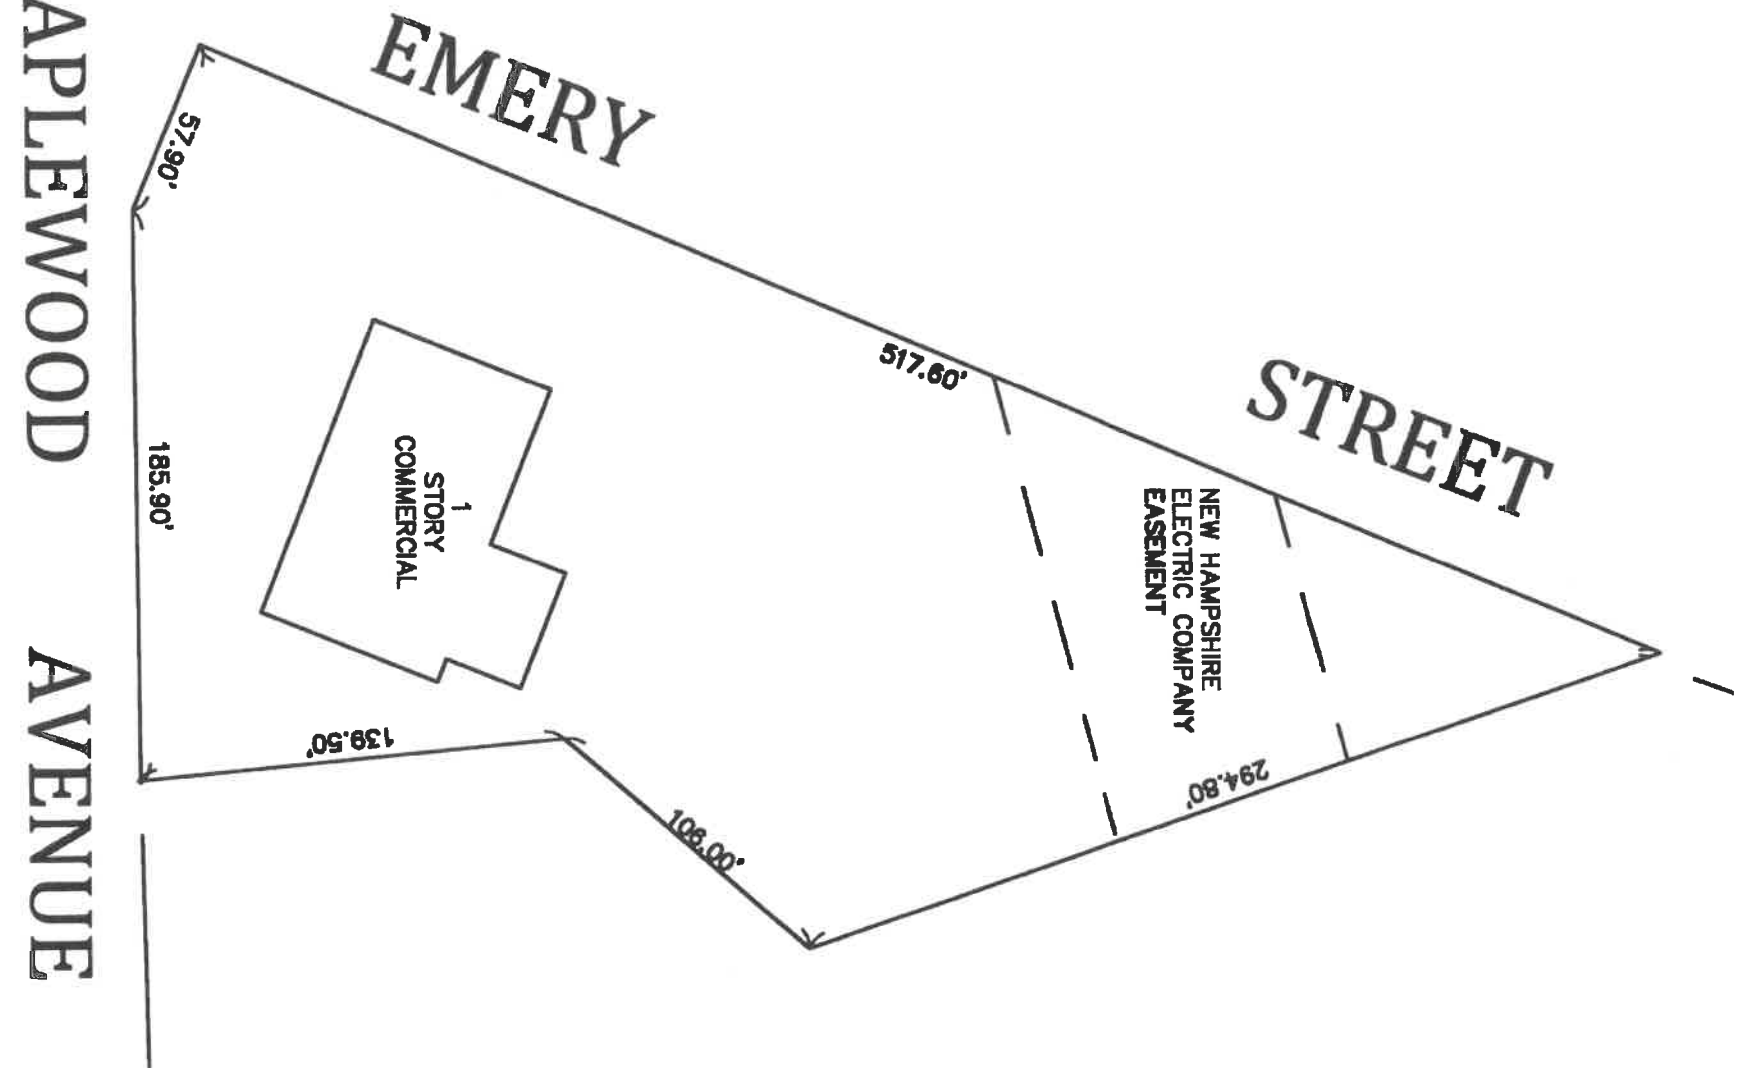 EMERY
STREET
APLEWOOD AVENUE
57.90'
185.90'
517.60'
139.50'
106.00'
294.80'
1
STORY
COMMERCIAL
NEW HAMPSHIRE
ELECTRIC COMPANY
EASEMENT